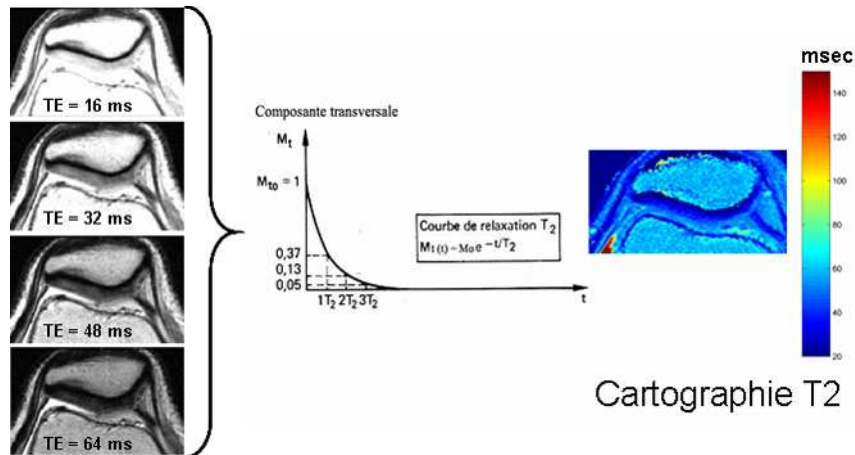 TE = 16 ms
TE = 32 ms
TE = 48 ms
TE = 64 ms
Composante transversale
Mt
Mto = 1
0,37
0,13
0,05
1T2 2T2 3T2
t
Courbe de relaxation T2
M1(t) = Moe −t/T2
msec
140
120
100
80
60
40
20
Cartographie T2